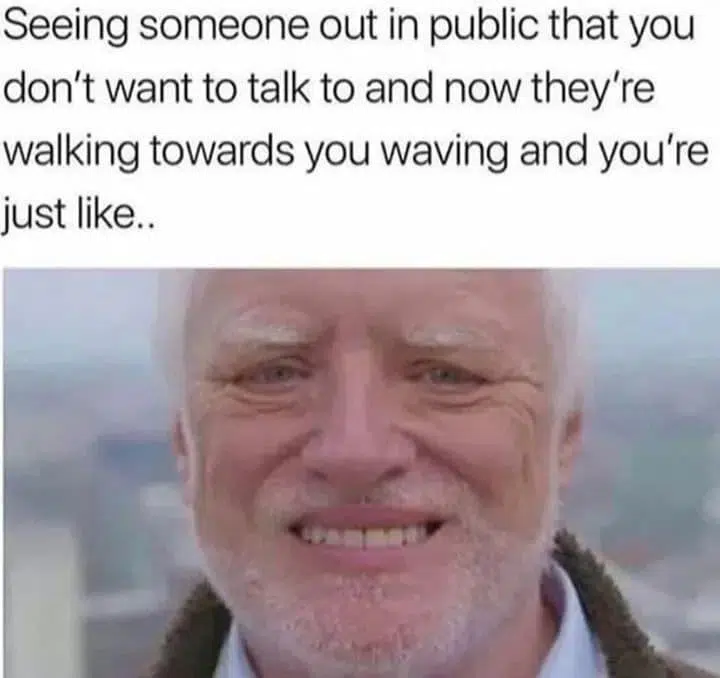 Seeing someone out in public that you
don't want to talk to and now they're
walking towards you waving and you're
just like..